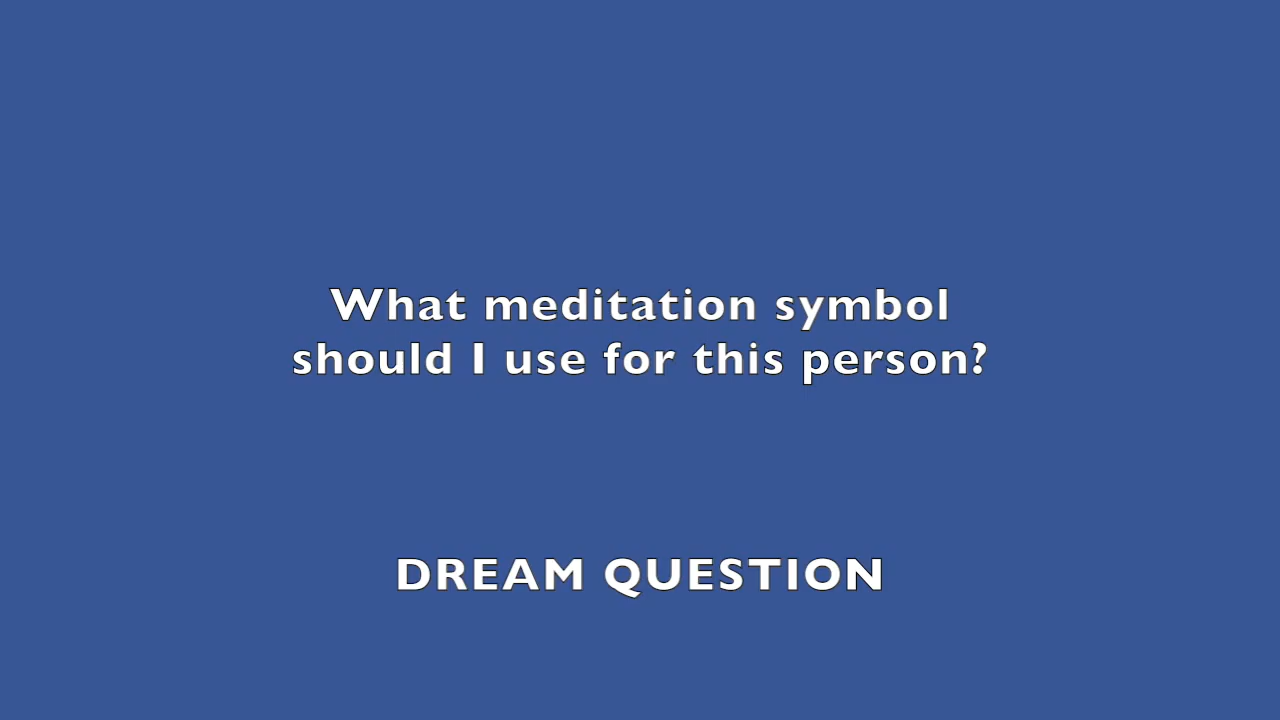 What meditation symbol
should I use for this person?
DREAM QUESTION